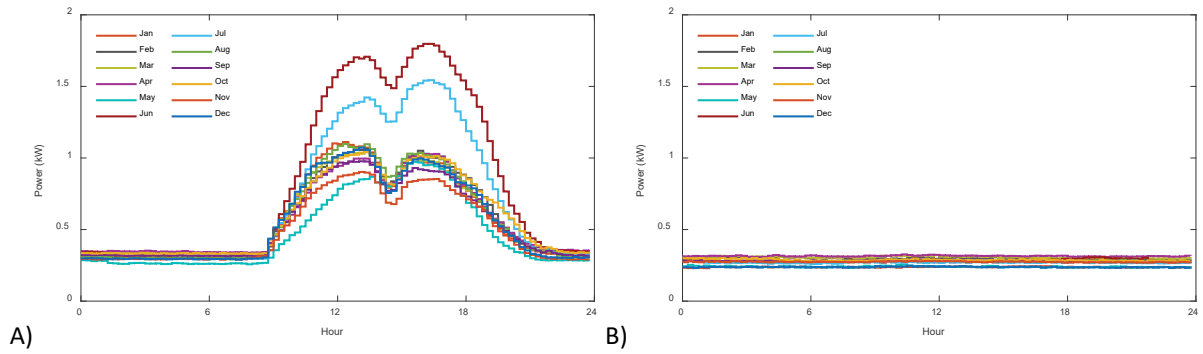 2
1.5
1
0.5
0
Power (kW)
Jan
Feb
Mar
Apr
May
Jun
Jul
Aug
Sep
Oct
Nov
Dec
0 6 12 18 24
Hour
A)
2
1.5
1
0.5
0
Power (kW)
Jan
Feb
Mar
Apr
May
Jun
Jul
Aug
Sep
Oct
Nov
Dec
0 6 12 18 24
Hour
B)